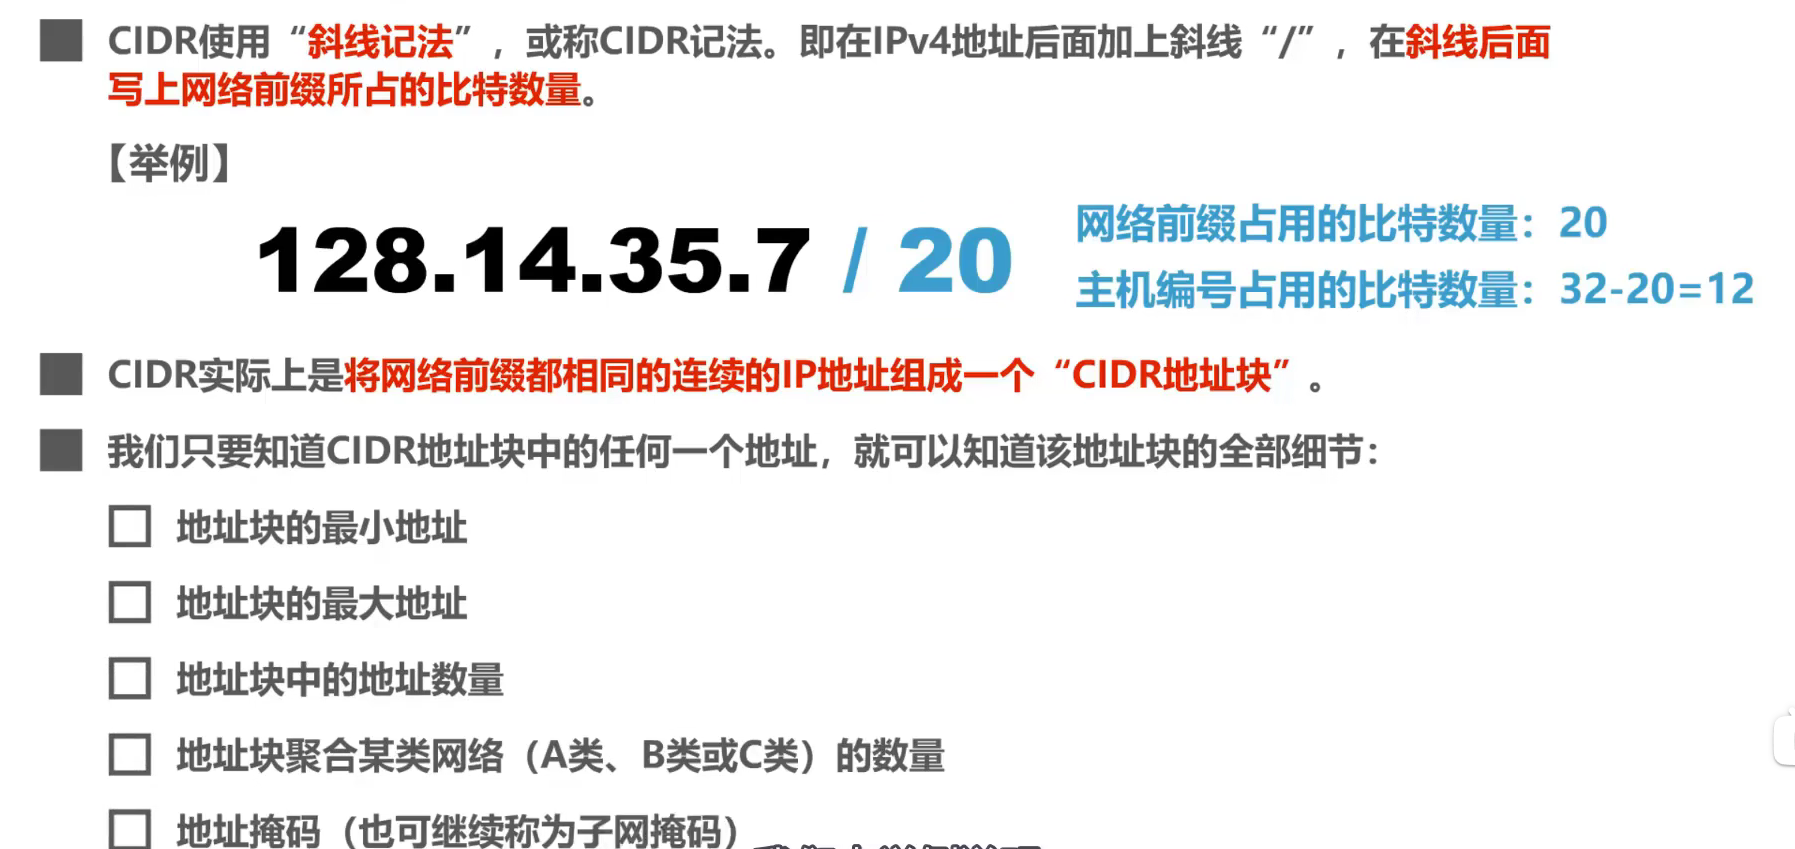 CIDR使用“斜线记法”，或称CIDR记法。即在IPv4地址后面加上斜线“/”，在斜线后面
写上网络前缀所占的比特数量。
【举例】
128.14.35.7 / 20
网络前缀占用的比特数量：20
主机编号占用的比特数量：32-20=12
CIDR实际上是将网络前缀都相同的连续的IP地址组成一个“CIDR地址块”。
我们只要知道CIDR地址块中的任何一个地址，就可以知道该地址块的全部细节：
地址块的最小地址
地址块的最大地址
地址块中的地址数量
地址块聚合某类网络（A类、B类或C类）的数量
地址掩码（也可继续称为子网掩码）